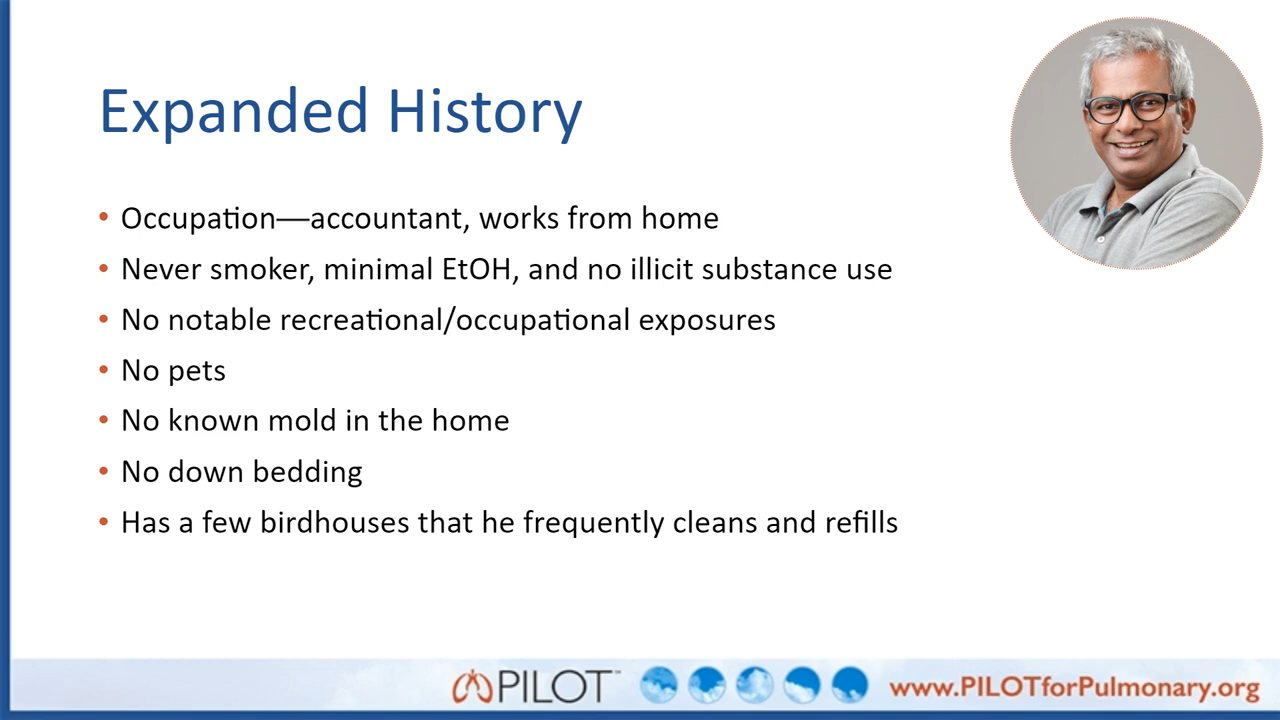 Expanded History
• Occupation—accountant, works from home
• Never smoker, minimal EtOH, and no illicit substance use
• No notable recreational/occupational exposures
• No pets
• No known mold in the home
• No down bedding
• Has a few birdhouses that he frequently cleans and refills
PILOT™ www.PILOTforPulmonary.org